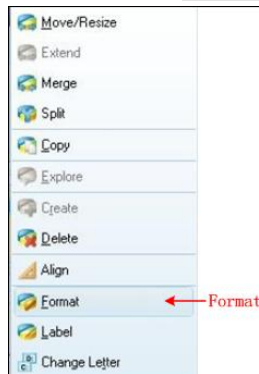 Move/Resize
Extend
Merge
Split
Copy
Explore
Create
Delete
Align
Format Format
Label
Change Letter